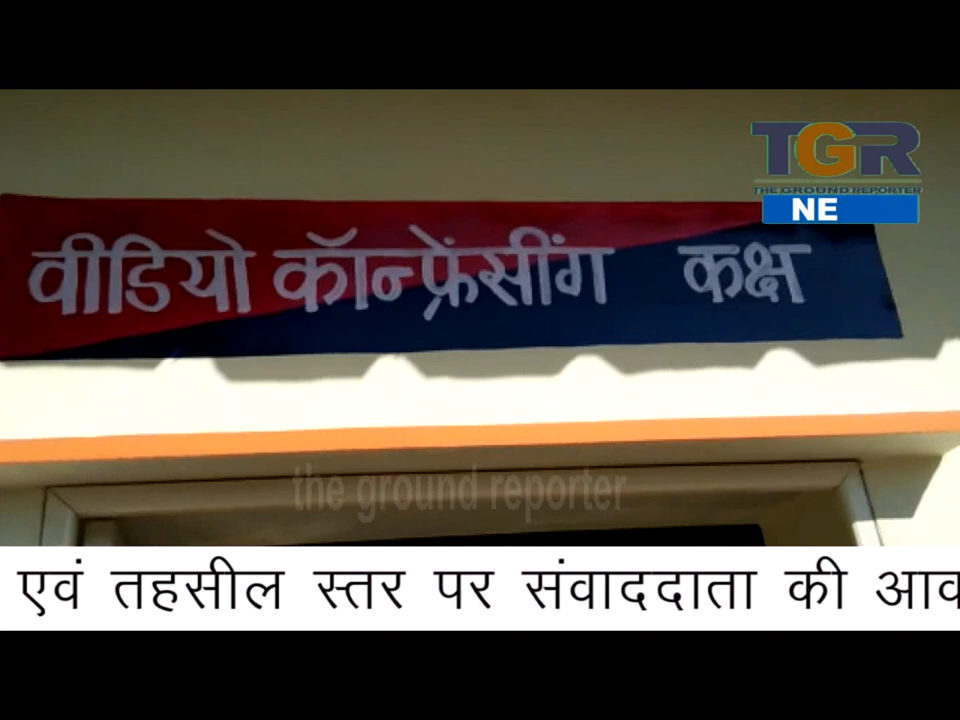 TGR
THE GROUND REPORTER
NE
वीडियो कॉन्फ्रेंसींग कक्ष
the ground reporter
एवं तहसील स्तर पर संवाददाता की आव